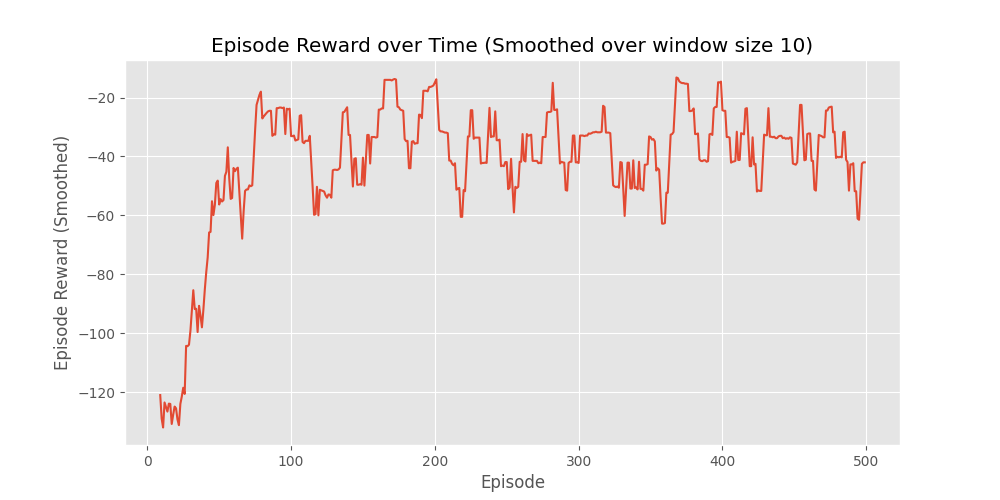 Episode Reward over Time (Smoothed over window size 10)
Episode Reward (Smoothed)
−20
−40
−60
−80
−100
−120
0 100 200 300 400 500
Episode